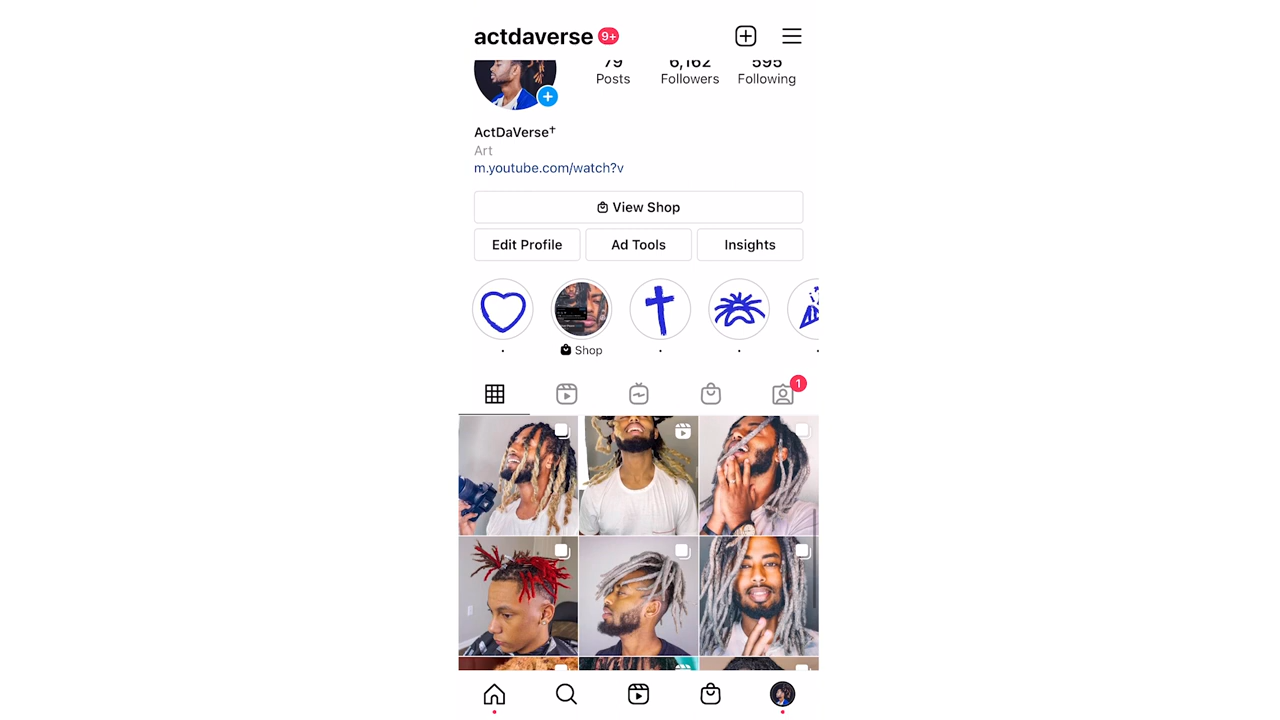 actdaverse 9+
79 6,162 595
Posts Followers Following
ActDaVerse†
Art
m.youtube.com/watch?v
View Shop
Edit Profile Ad Tools Insights
Shop
1